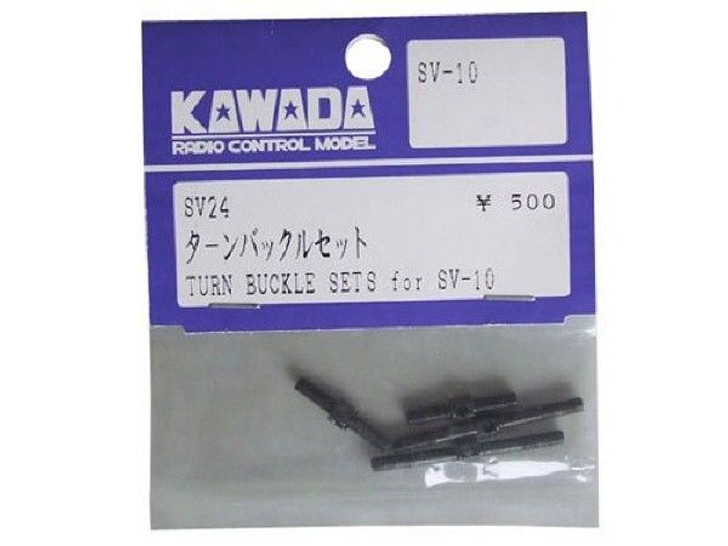 KAWADA
RADIO CONTROL MODEL
SV-10
SV24 ¥ 500
ターンバックルセット
TURN BUCKLE SETS for SV-10